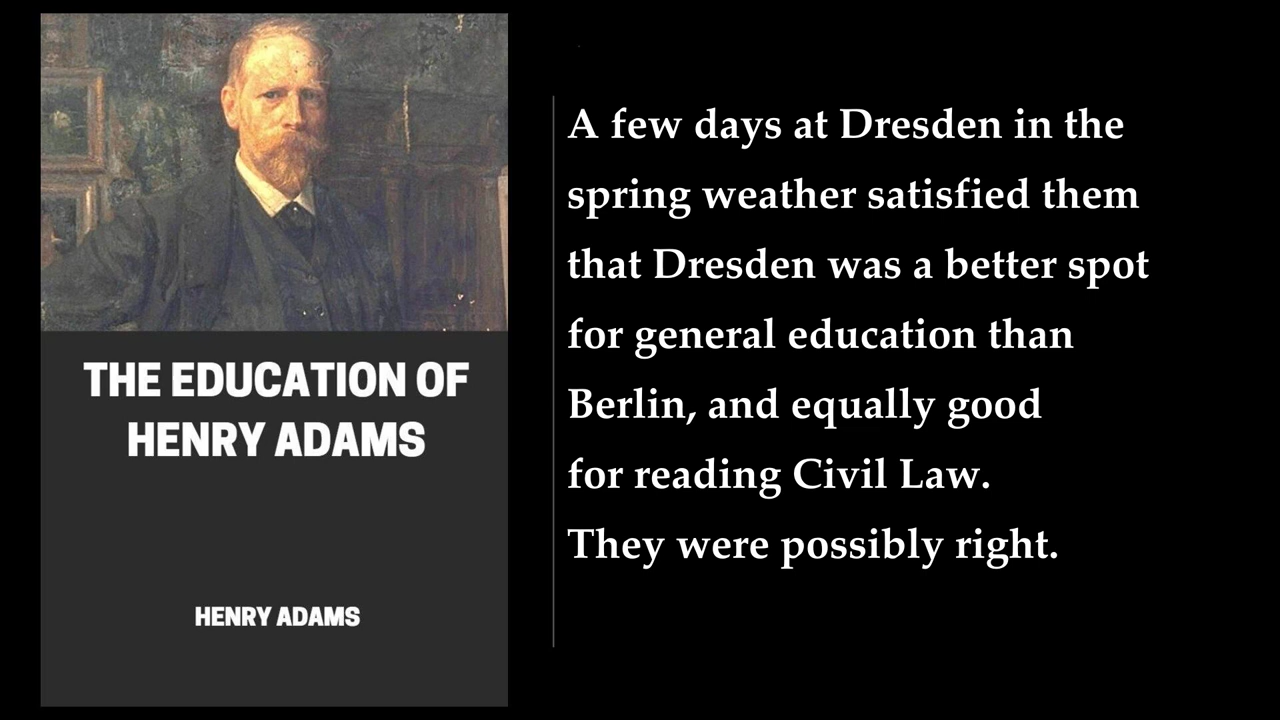 THE EDUCATION OF
HENRY ADAMS
HENRY ADAMS
A few days at Dresden in the
spring weather satisfied them
that Dresden was a better spot
for general education than
Berlin, and equally good
for reading Civil Law.
They were possibly right.